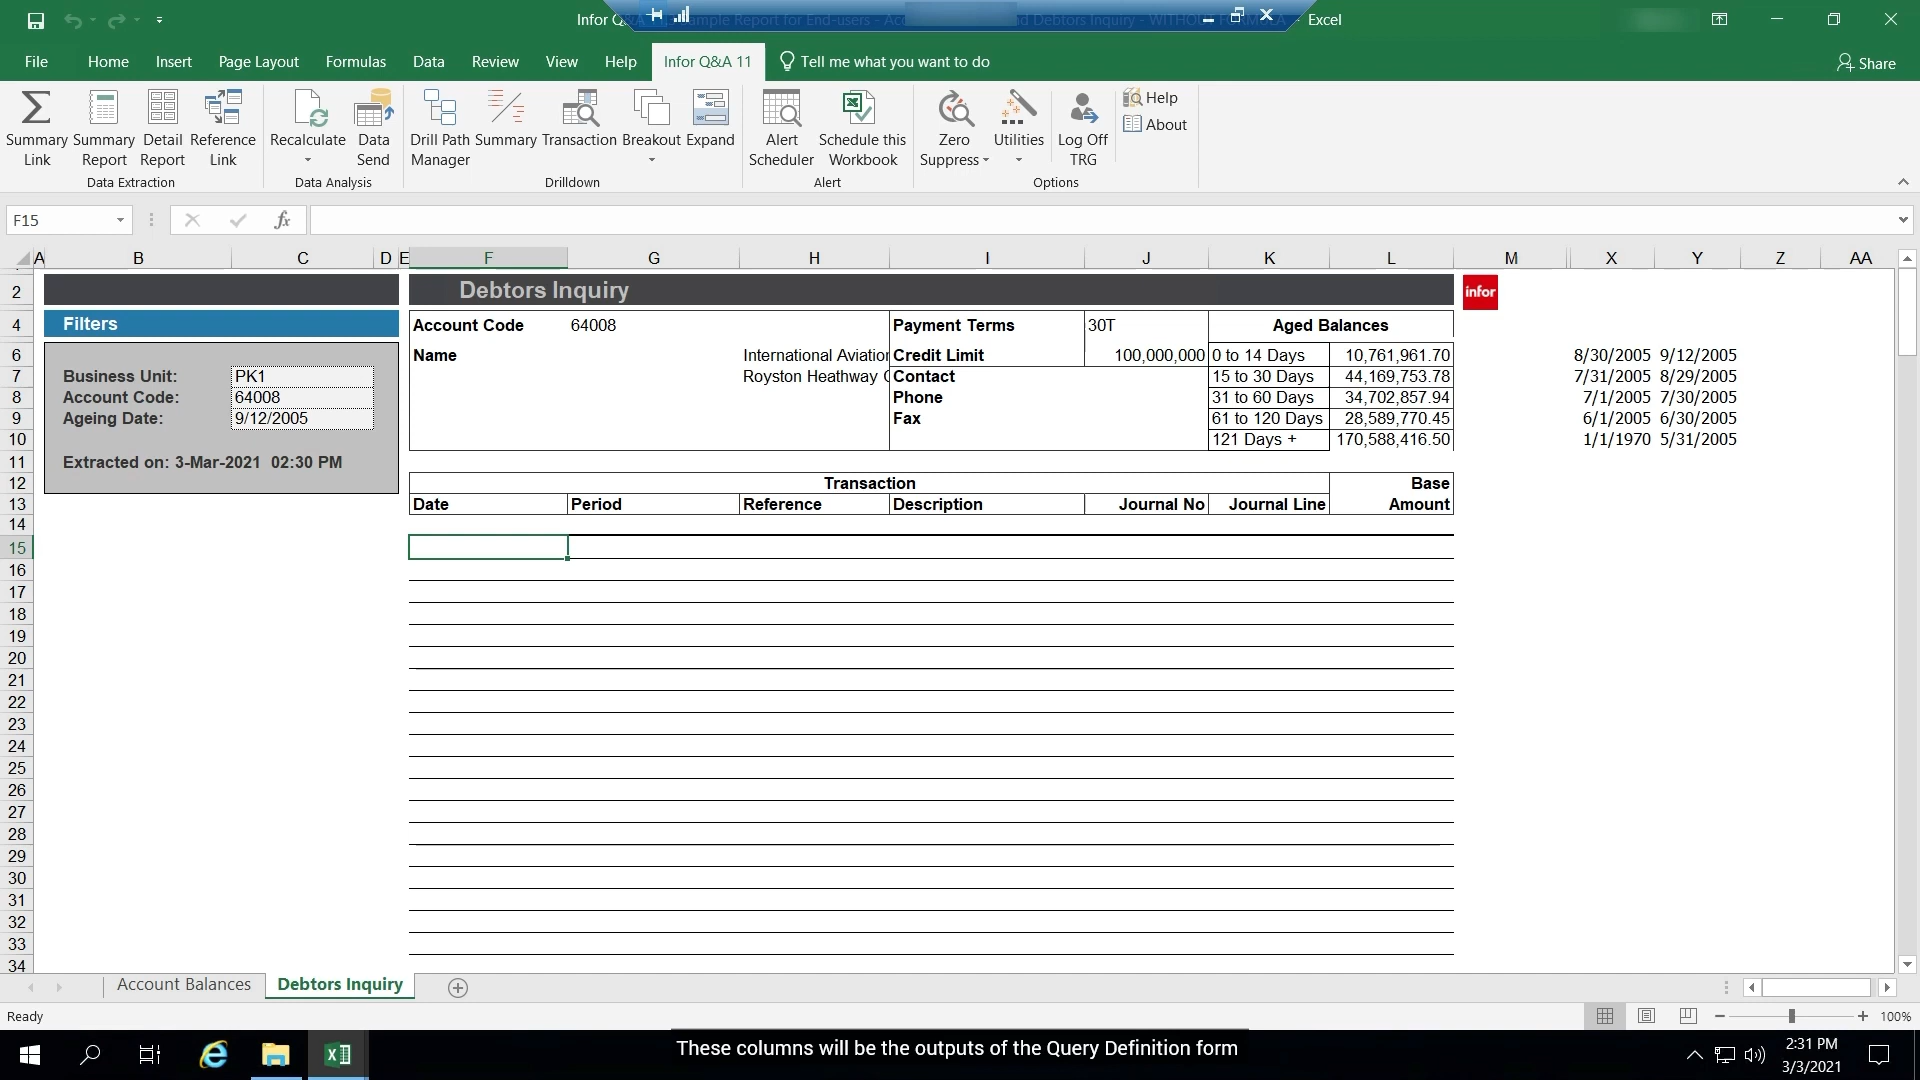 Infor Q&A
Sample Report for End-users
d Debtors Inquiry - WITHO
Excel
File
Home
Insert
Page Layout
Formulas
Data
Review
View
Help
Infor Q&A 11
Tell me what you want to do
Share
Summary Link
Summary Report
Detail Report
Reference Link
Recalculate
Data Send
Drill Path Manager
Summary
Transaction
Breakout
Expand
Alert Scheduler
Schedule this Workbook
Zero Suppress
Utilities
Log Off TRG
Help
About
Data Extraction
Data Analysis
Drilldown
Alert
Options
F15
fx
A B C D E F G H I J K L M X Y Z AA
2
Debtors Inquiry
infor
4
Filters
Account Code 64008 Payment Terms 30T Aged Balances
6
Name International Aviation Credit Limit 100,000,000 0 to 14 Days 10,761,961.70 8/30/2005 9/12/2005
7 Business Unit: PK1 Royston Heathway Contact 15 to 30 Days 44,169,753.78 7/31/2005 8/29/2005
8 Account Code: 64008 Phone 31 to 60 Days 34,702,857.94 7/1/2005 7/30/2005
9 Ageing Date: 9/12/2005 Fax 61 to 120 Days 28,589,770.45 6/1/2005 6/30/2005
10 121 Days + 170,588,416.50 1/1/1970 5/31/2005
11 Extracted on: 3-Mar-2021 02:30 PM
12 Transaction Base
13 Date Period Reference Description Journal No Journal Line Amount
14
15
16
17
18
19
20
21
22
23
24
25
26
27
28
29
30
31
32
33
34
Account Balances
Debtors Inquiry
Ready
100%
These columns will be the outputs of the Query Definition form
2:31 PM
3/3/2021